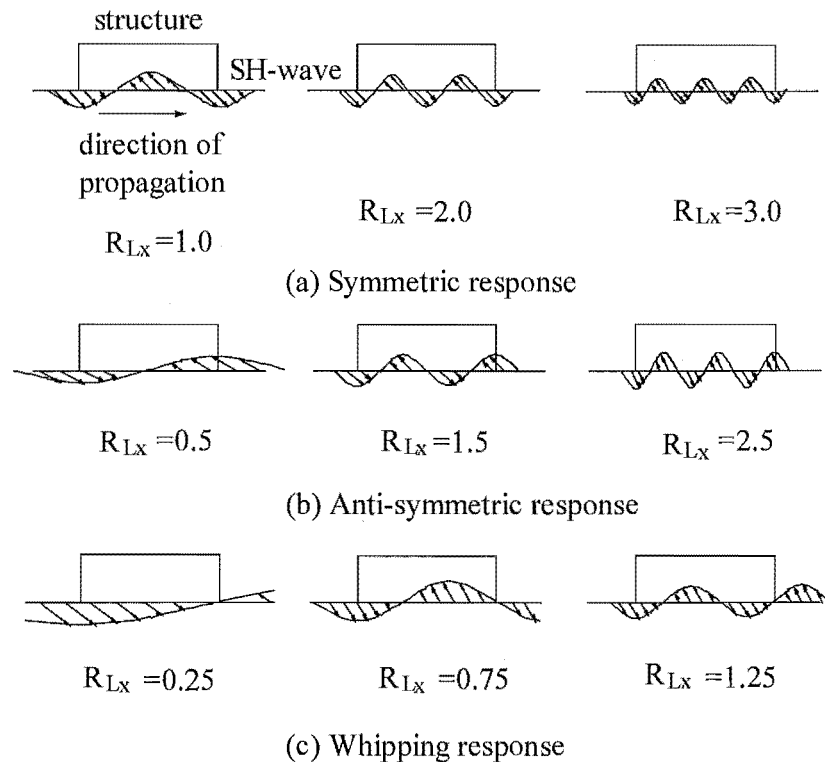 structure
SH-wave
direction of
propagation
R_Lx =1.0
R_Lx =2.0
R_Lx =3.0
(a) Symmetric response
R_Lx =0.5
R_Lx =1.5
R_Lx =2.5
(b) Anti-symmetric response
R_Lx =0.25
R_Lx =0.75
R_Lx =1.25
(c) Whipping response